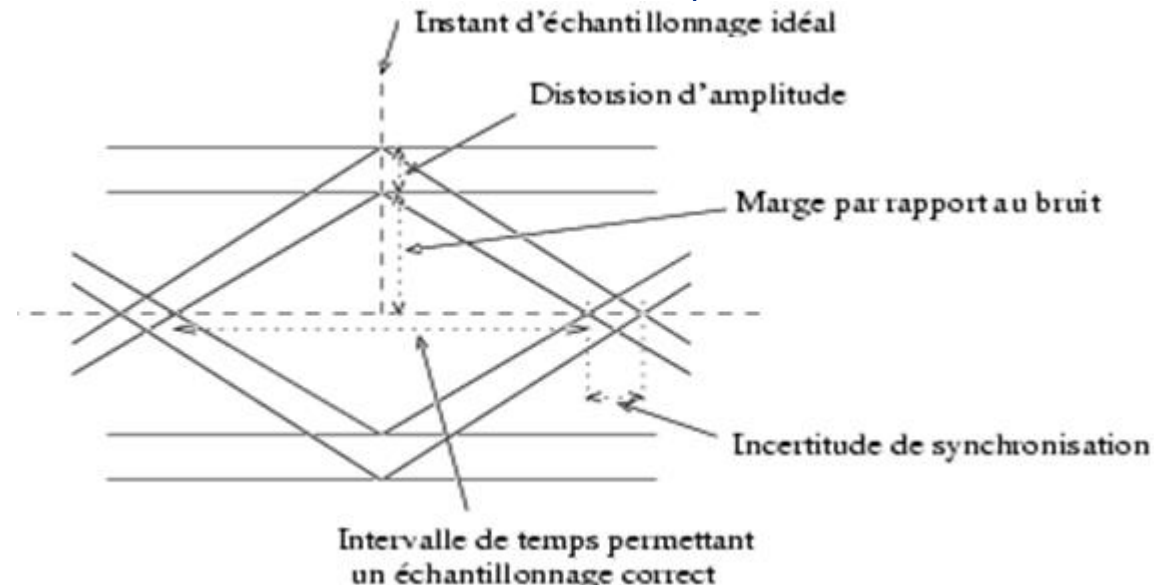 Instant d'échantillonnage idéal
Distorsion d'amplitude
Marge par rapport au bruit
Incertitude de synchronisation
Intervalle de temps permettant
un échantillonnage correct